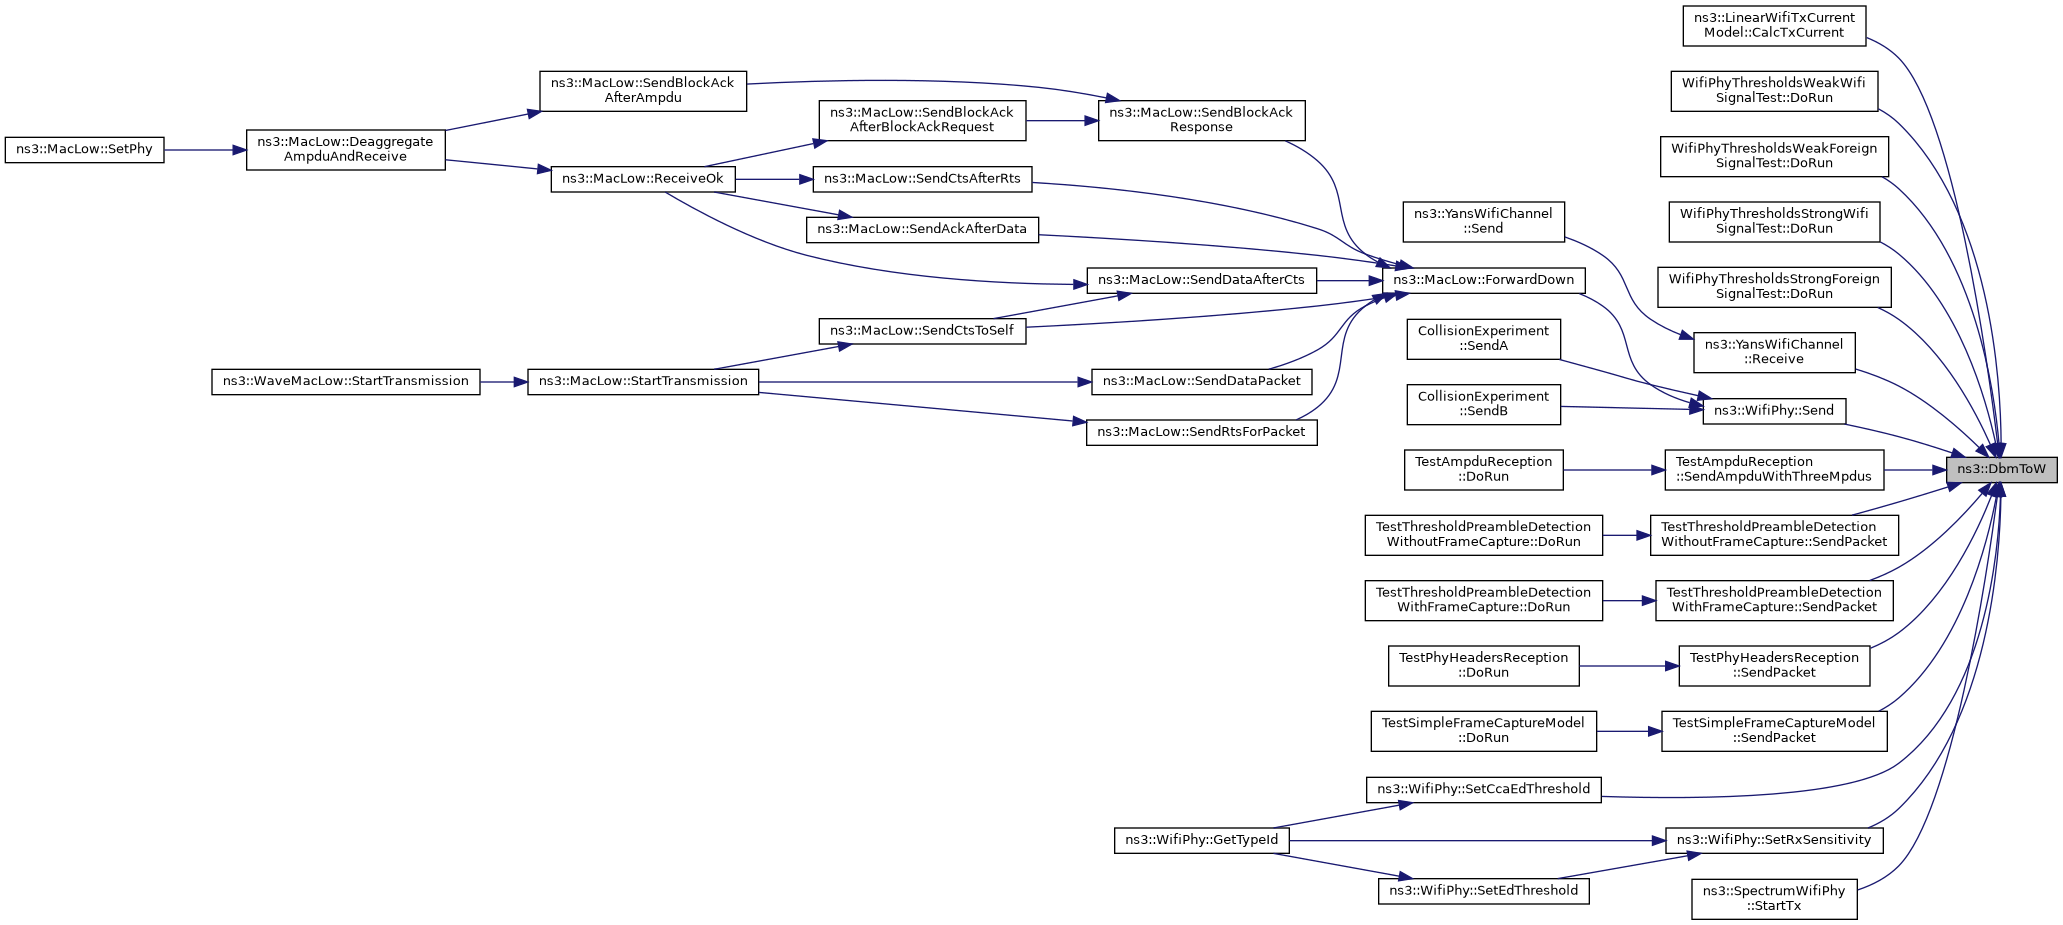 ns3::LinearWifiTxCurrent
Model::CalcTxCurrent
WifiPhyThresholdsWeakWifi
SignalTest::DoRun
ns3::MacLow::SendBlockAck
AfterAmpdu
ns3::MacLow::SendBlockAck
AfterBlockAckRequest
ns3::MacLow::SendBlockAck
Response
ns3::MacLow::SetPhy
ns3::MacLow::Deaggregate
AmpduAndReceive
WifiPhyThresholdsWeakForeign
SignalTest::DoRun
ns3::MacLow::ReceiveOk
ns3::MacLow::SendCtsAfterRts
ns3::MacLow::SendAckAfterData
ns3::YansWifiChannel
::Send
WifiPhyThresholdsStrongWifi
SignalTest::DoRun
ns3::MacLow::SendDataAfterCts
ns3::MacLow::ForwardDown
WifiPhyThresholdsStrongForeign
SignalTest::DoRun
ns3::MacLow::SendCtsToSelf
CollisionExperiment
::SendA
ns3::YansWifiChannel
::Receive
ns3::WaveMacLow::StartTransmission
ns3::MacLow::StartTransmission
ns3::MacLow::SendDataPacket
CollisionExperiment
::SendB
ns3::WifiPhy::Send
ns3::MacLow::SendRtsForPacket
TestAmpduReception
::DoRun
TestAmpduReception
::SendAmpduWithThreeMpdus
ns3::DbmToW
TestThresholdPreambleDetection
WithoutFrameCapture::DoRun
TestThresholdPreambleDetection
WithoutFrameCapture::SendPacket
TestThresholdPreambleDetection
WithFrameCapture::DoRun
TestThresholdPreambleDetection
WithFrameCapture::SendPacket
TestPhyHeadersReception
::DoRun
TestPhyHeadersReception
::SendPacket
TestSimpleFrameCaptureModel
::DoRun
TestSimpleFrameCaptureModel
::SendPacket
ns3::WifiPhy::SetCcaEdThreshold
ns3::WifiPhy::GetTypeId
ns3::WifiPhy::SetRxSensitivity
ns3::WifiPhy::SetEdThreshold
ns3::SpectrumWifiPhy
::StartTx